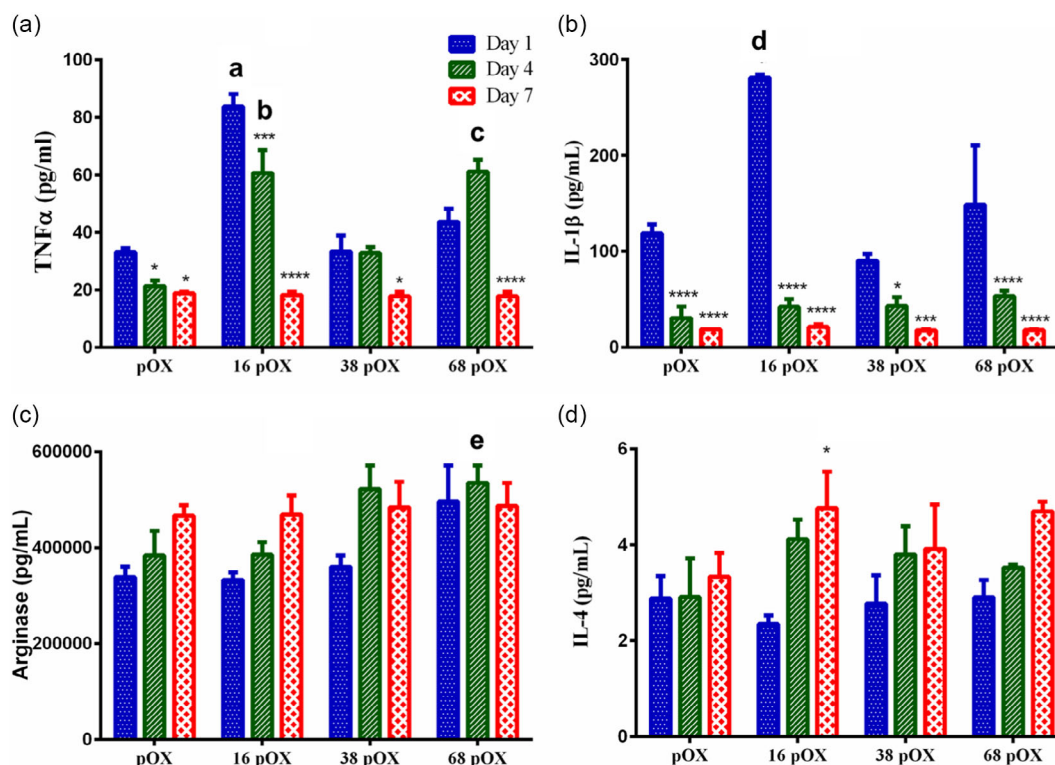 (a)
TNFα (pg/ml)
100
80
60
40
20
0
a
b
c
***
* * **** * ****
Day 1
Day 4
Day 7
pOX 16 pOX 38 pOX 68 pOX
(b)
IL-1β (pg/mL)
300
200
100
0
d
**** **** **** **** * *** **** ****
pOX 16 pOX 38 pOX 68 pOX
(c)
Arginase (pg/mL)
600000
400000
200000
0
e
pOX 16 pOX 38 pOX 68 pOX
(d)
IL-4 (pg/mL)
6
4
2
0
*
pOX 16 pOX 38 pOX 68 pOX